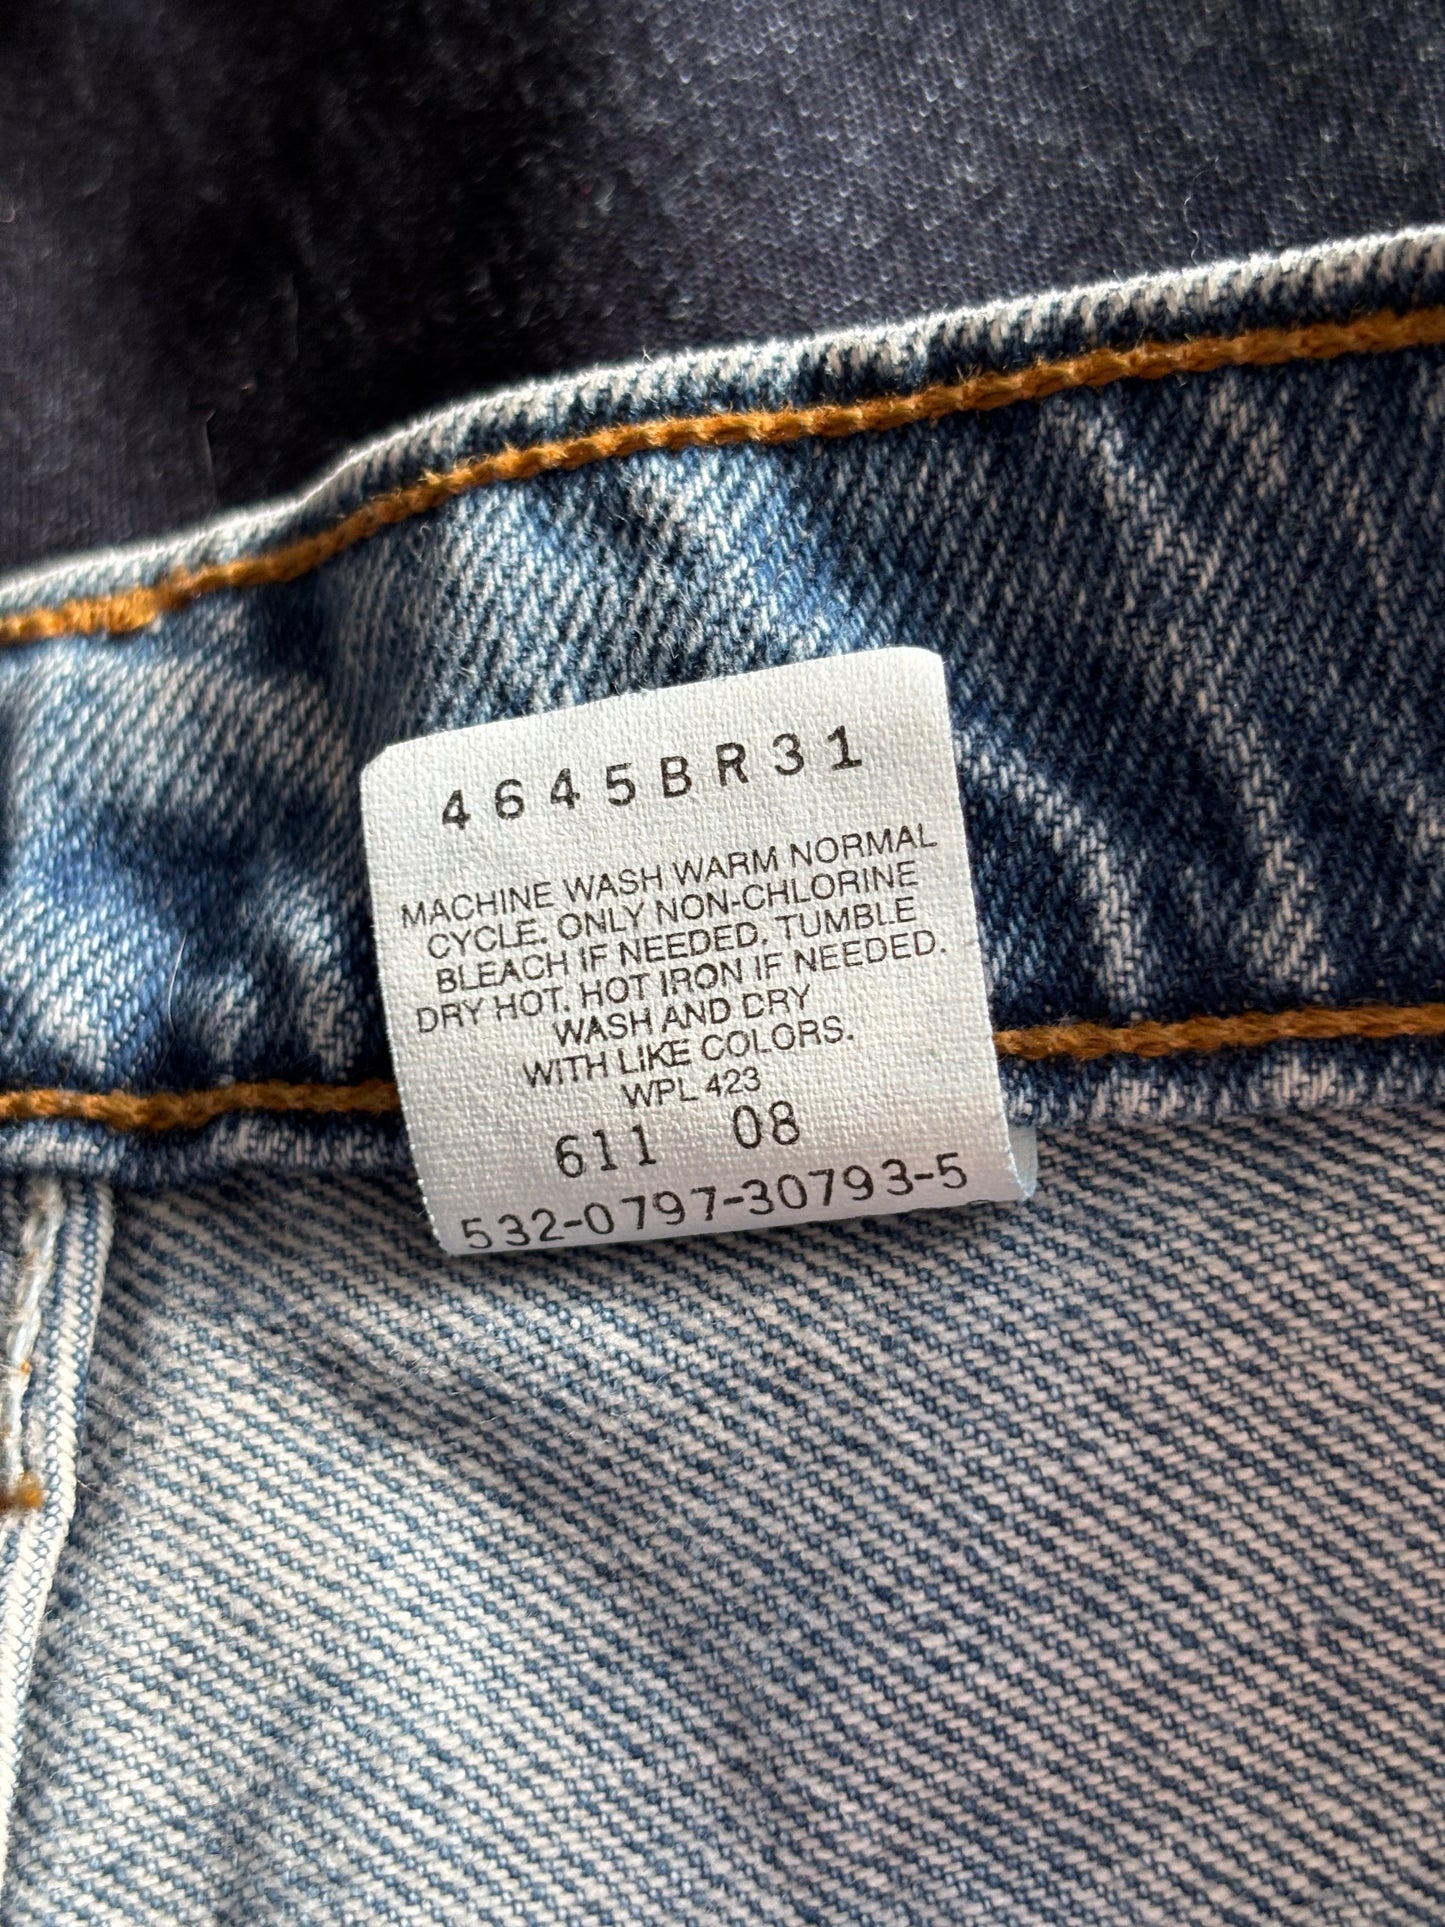 4645BR31
MACHINE WASH WARM NORMAL
CYCLE. ONLY NON-CHLORINE
BLEACH IF NEEDED. TUMBLE
DRY HOT. HOT IRON IF NEEDED.
WASH AND DRY
WITH LIKE COLORS.
WPL 423
611 08
532-0797-30793-5